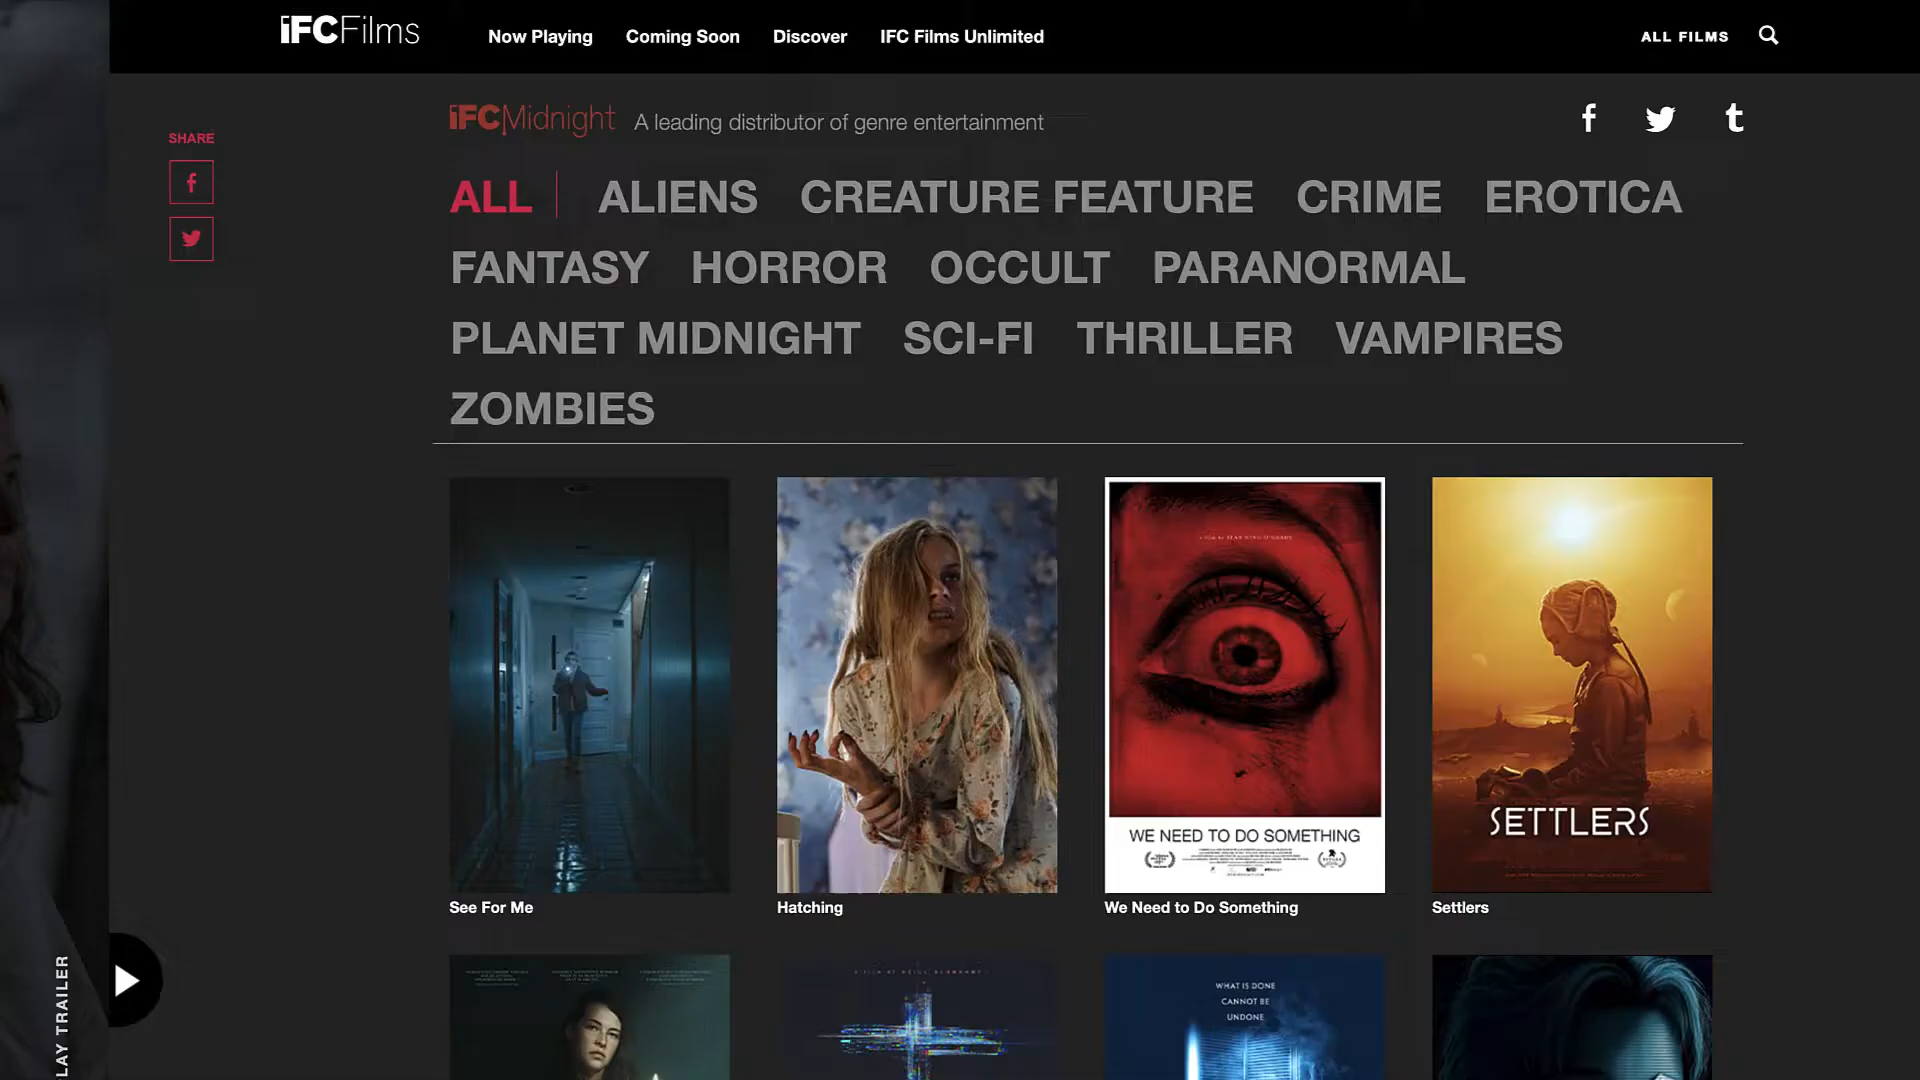 iFCFilms Now Playing Coming Soon Discover IFC Films Unlimited ALL FILMS
iFCMidnight A leading distributor of genre entertainment
SHARE
ALL ALIENS CREATURE FEATURE CRIME EROTICA
FANTASY HORROR OCCULT PARANORMAL
PLANET MIDNIGHT SCI-FI THRILLER VAMPIRES
ZOMBIES
SETTLERS
WE NEED TO DO SOMETHING
See For Me Hatching We Need to Do Something Settlers
WHAT IS DONE
CANNOT BE
UNDONE
LAY TRAILER